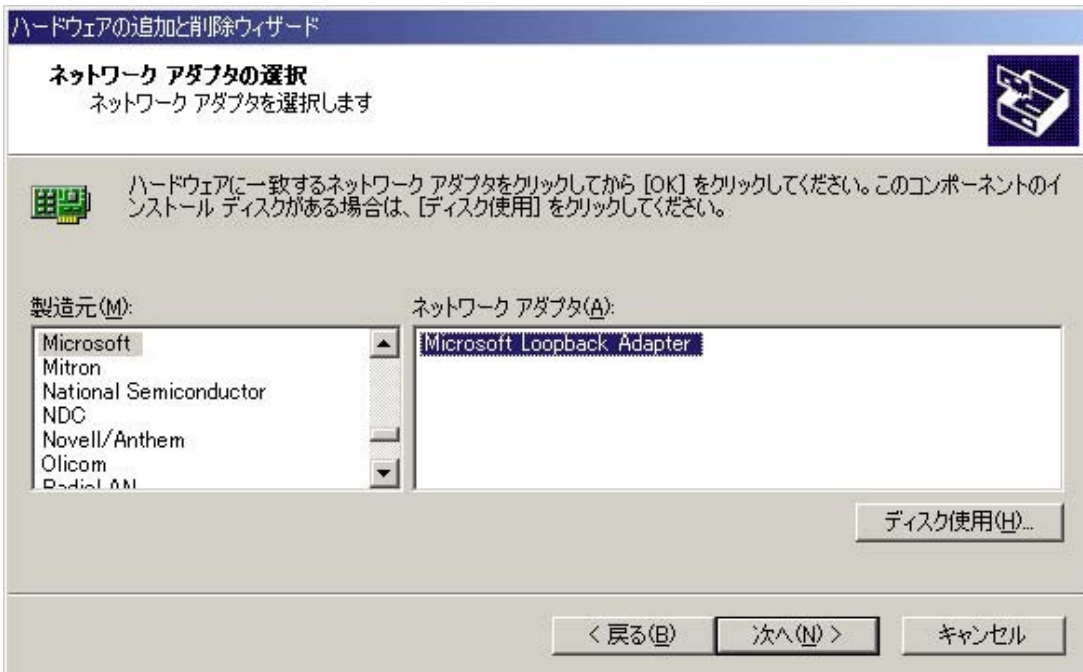 ハードウェアの追加と削除ウィザード
ネットワーク アダプタの選択
ネットワーク アダプタを選択します
ハードウェアに一致するネットワーク アダプタをクリックしてから [OK] をクリックしてください。このコンポーネントのイ
ンストール ディスクがある場合は、[ディスク使用] をクリックしてください。
製造元(M):
Microsoft
Mitron
National Semiconductor
NDC
Novell/Anthem
Olicom
RadioLAN
ネットワーク アダプタ(A):
Microsoft Loopback Adapter
ディスク使用(H)...
< 戻る(B)
次へ(N) >
キャンセル